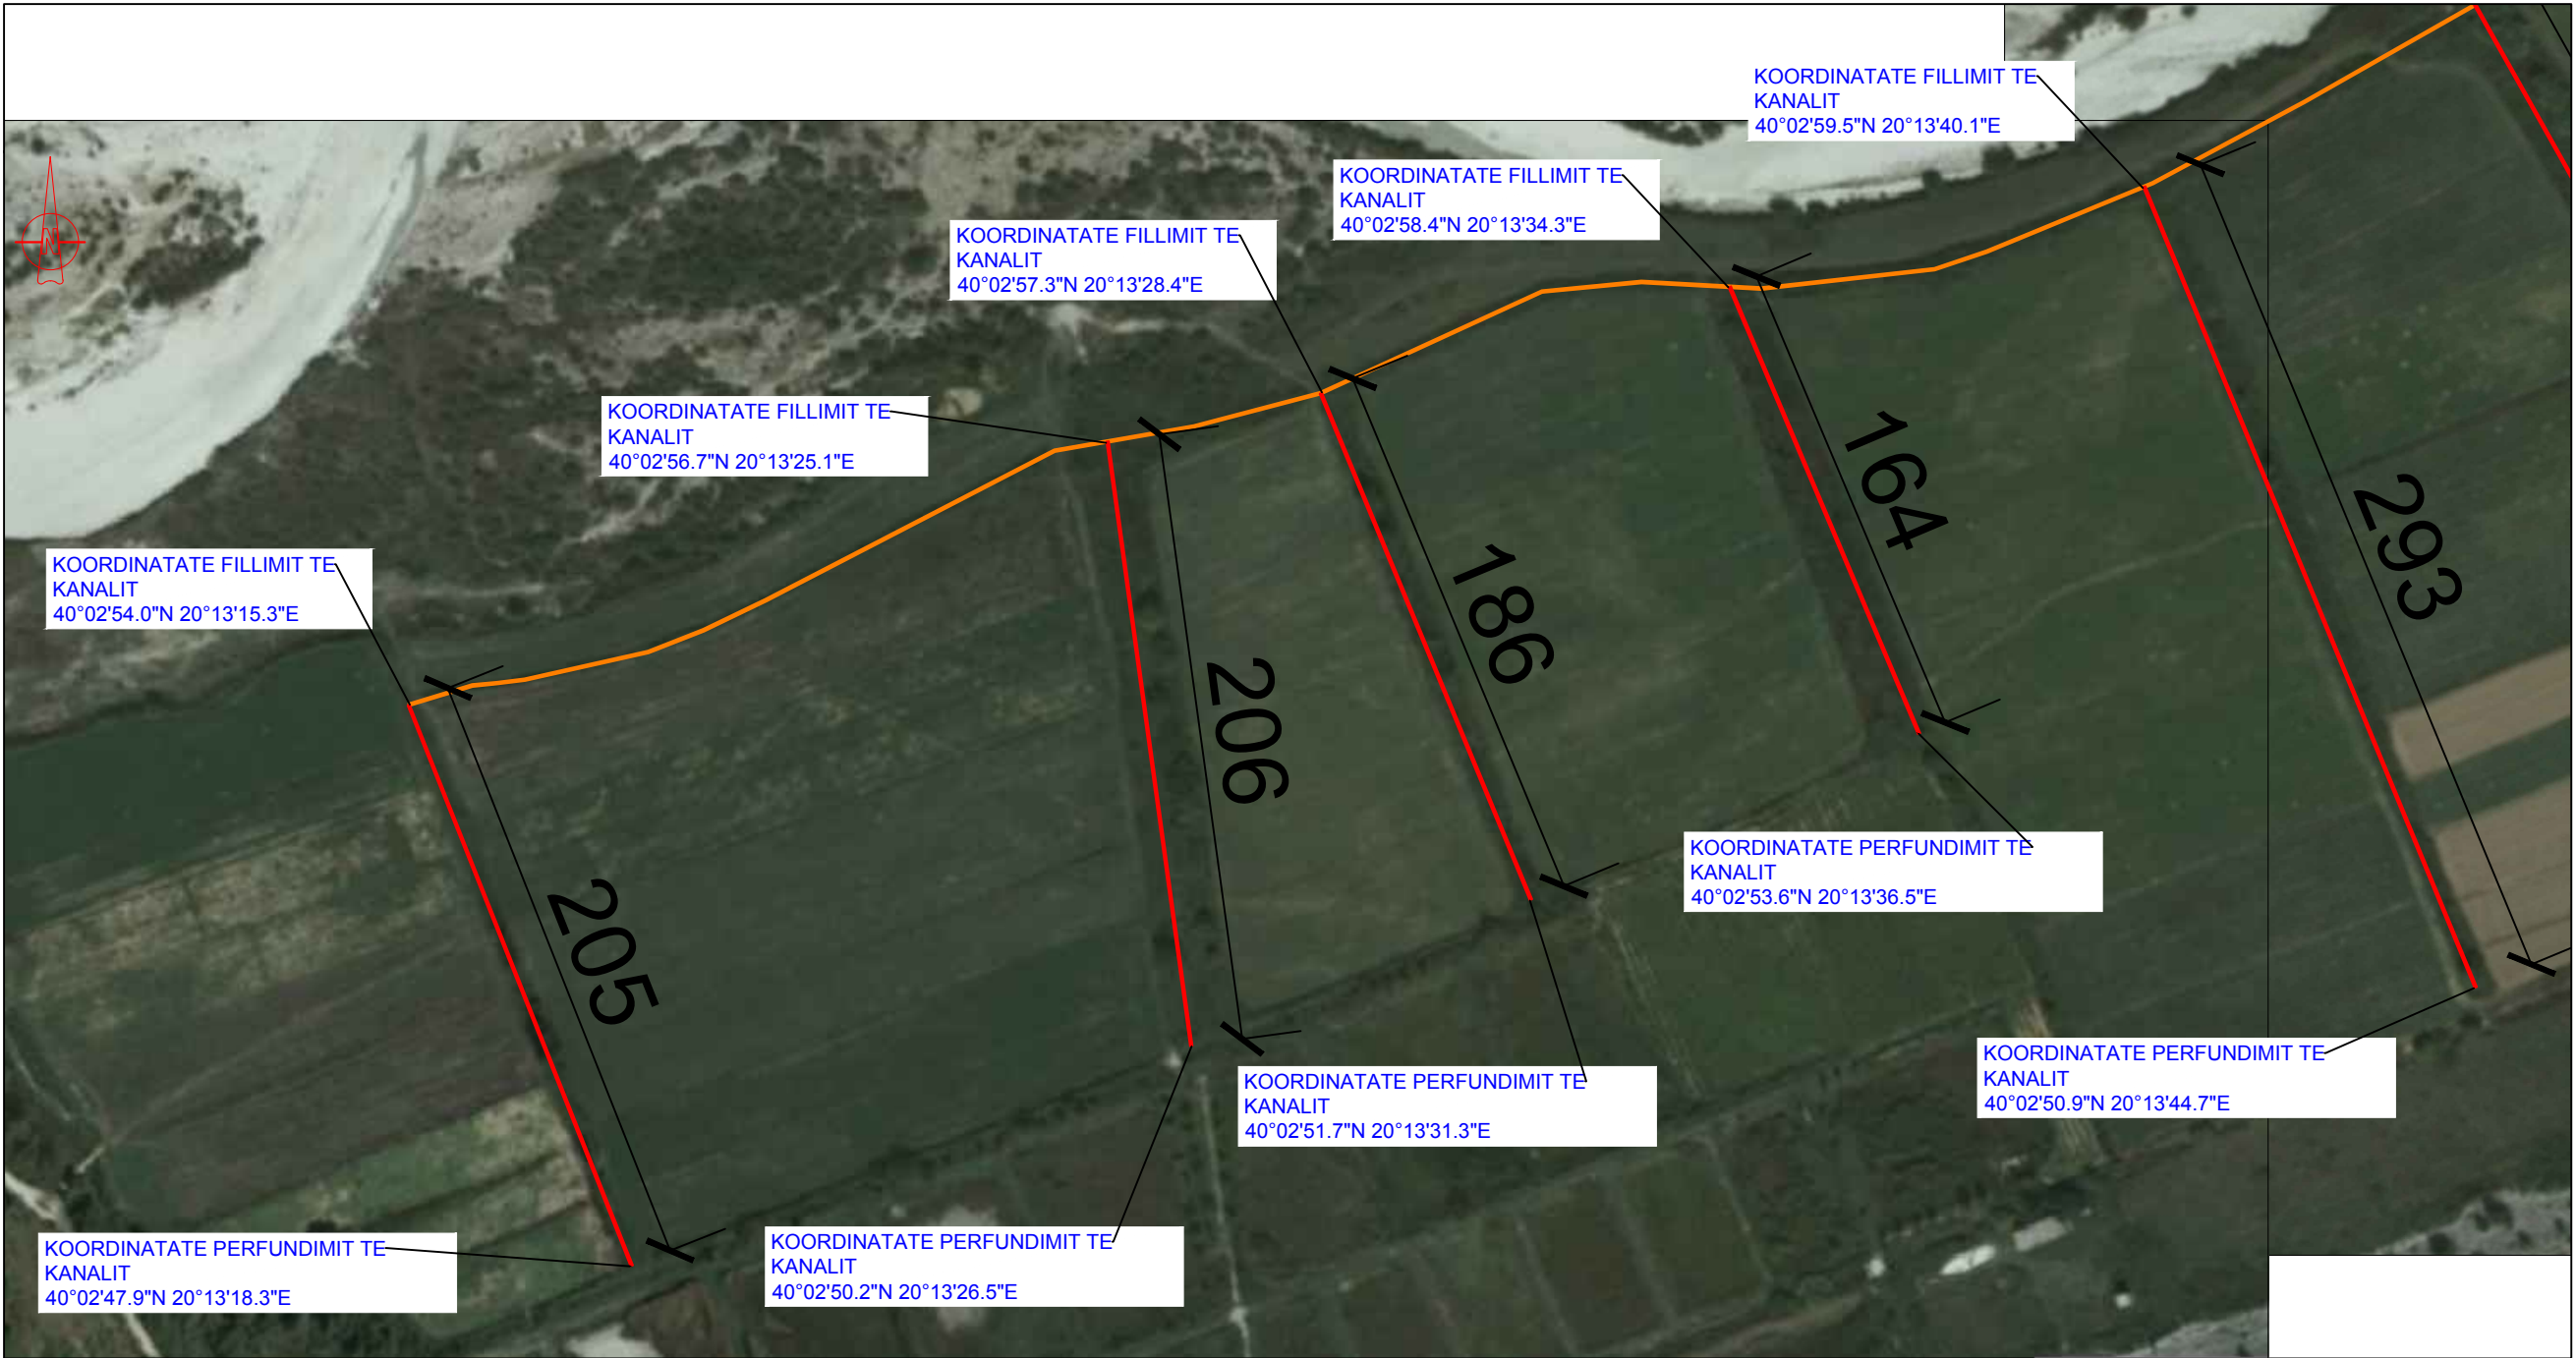 KOORDINATATE FILLIMIT TE
KANALIT
40°02'59.5"N 20°13'40.1"E
KOORDINATATE FILLIMIT TE
KANALIT
40°02'58.4"N 20°13'34.3"E
KOORDINATATE FILLIMIT TE
KANALIT
40°02'57.3"N 20°13'28.4"E
KOORDINATATE FILLIMIT TE
KANALIT
40°02'56.7"N 20°13'25.1"E
KOORDINATATE FILLIMIT TE
KANALIT
40°02'54.0"N 20°13'15.3"E
N
205
206
186
164
293
KOORDINATATE PERFUNDIMIT TE
KANALIT
40°02'53.6"N 20°13'36.5"E
KOORDINATATE PERFUNDIMIT TE
KANALIT
40°02'50.9"N 20°13'44.7"E
KOORDINATATE PERFUNDIMIT TE
KANALIT
40°02'51.7"N 20°13'31.3"E
KOORDINATATE PERFUNDIMIT TE
KANALIT
40°02'50.2"N 20°13'26.5"E
KOORDINATATE PERFUNDIMIT TE
KANALIT
40°02'47.9"N 20°13'18.3"E